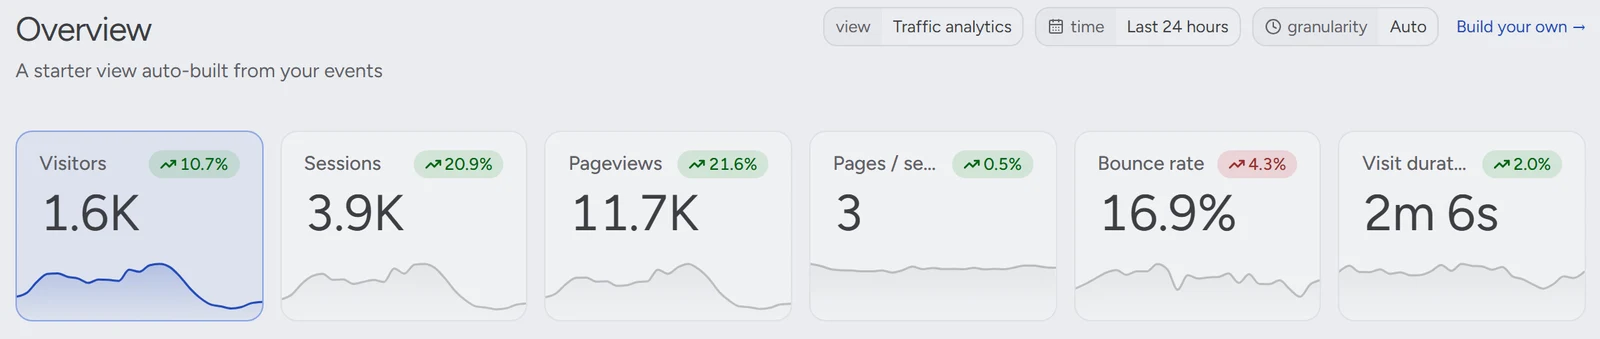 Overview
view Traffic analytics
time Last 24 hours
granularity Auto
Build your own →
A starter view auto-built from your events
Visitors 10.7%
1.6K
Sessions 20.9%
3.9K
Pageviews 21.6%
11.7K
Pages / se... 0.5%
3
Bounce rate 4.3%
16.9%
Visit durat... 2.0%
2m 6s